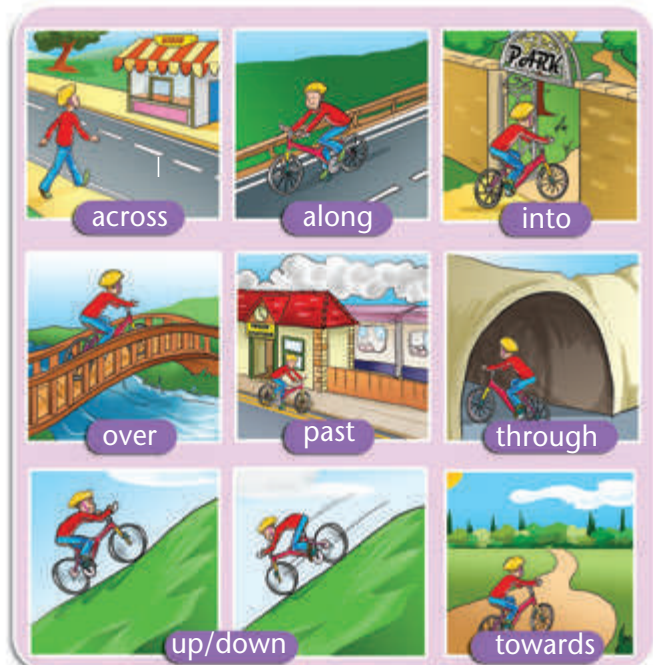 PARK
across
along
into
over
past
through
up/down
towards